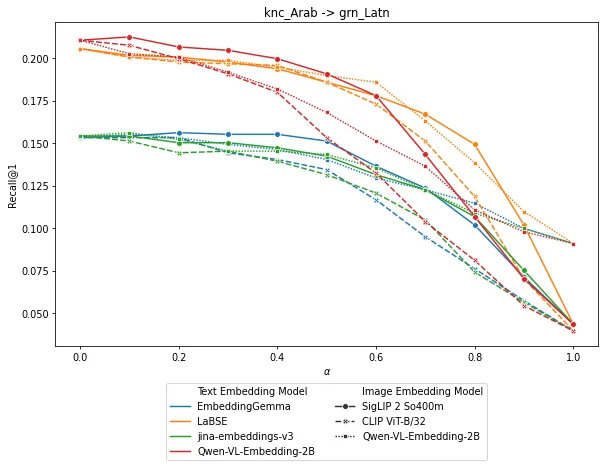 knc_Arab -> grn_Latn
Recall@1
0.200
0.175
0.150
0.125
0.100
0.075
0.050
0.0
0.2
0.4
0.6
0.8
1.0
α
Text Embedding Model
EmbeddingGemma
LaBSE
jina-embeddings-v3
Qwen-VL-Embedding-2B
Image Embedding Model
SigLIP 2 So400m
CLIP ViT-B/32
Qwen-VL-Embedding-2B